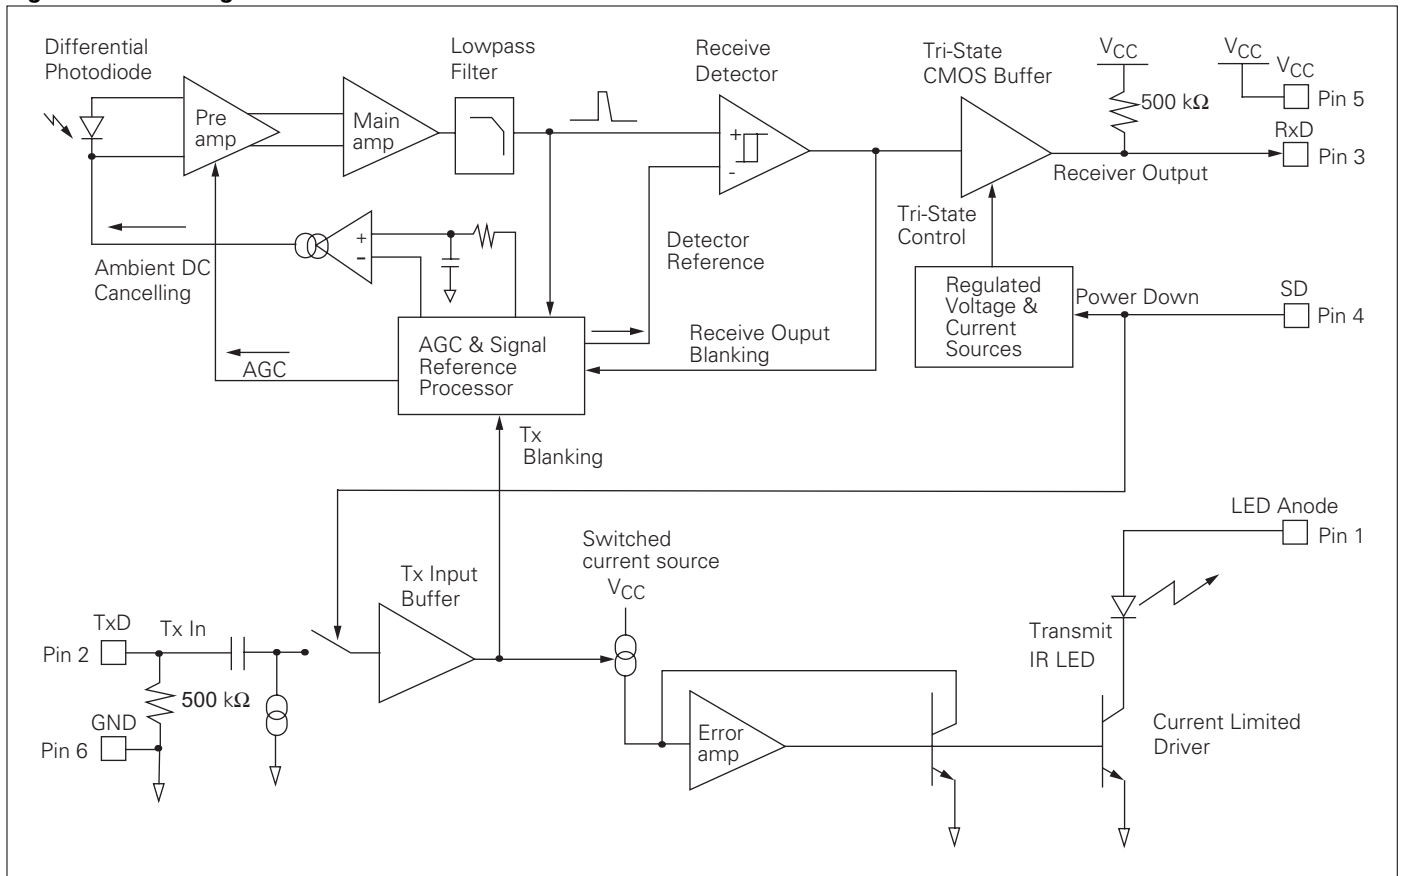 Differential
Photodiode
Lowpass
Filter
Receive
Detector
Tri-State
CMOS Buffer
VCC
VCC
VCC
Pin 5
500 kΩ
Pre
amp
Main
amp
+
-
RxD
Pin 3
Receiver Output
Tri-State
Control
+
-
Detector
Reference
Ambient DC
Cancelling
Regulated
Voltage &
Current
Sources
Power Down
SD
Pin 4
AGC & Signal
Reference
Processor
Receive Ouput
Blanking
AGC
Tx
Blanking
LED Anode
Pin 1
Switched
current source
VCC
Tx Input
Buffer
TxD
Tx In
Pin 2
Transmit
IR LED
500 kΩ
GND
Pin 6
Error
amp
Current Limited
Driver